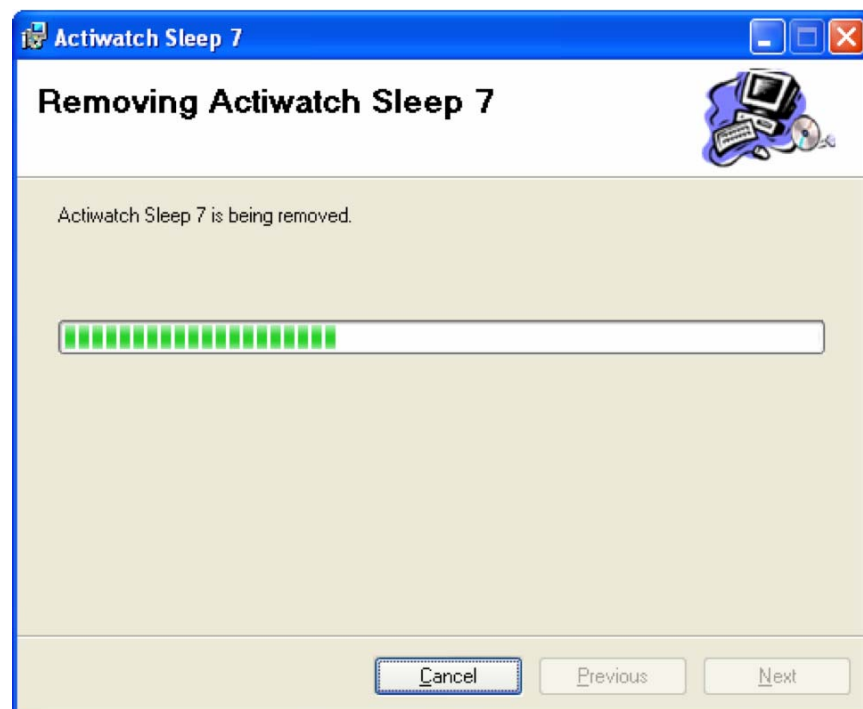 Actiwatch Sleep 7
Removing Actiwatch Sleep 7
Actiwatch Sleep 7 is being removed.
Cancel Previous Next